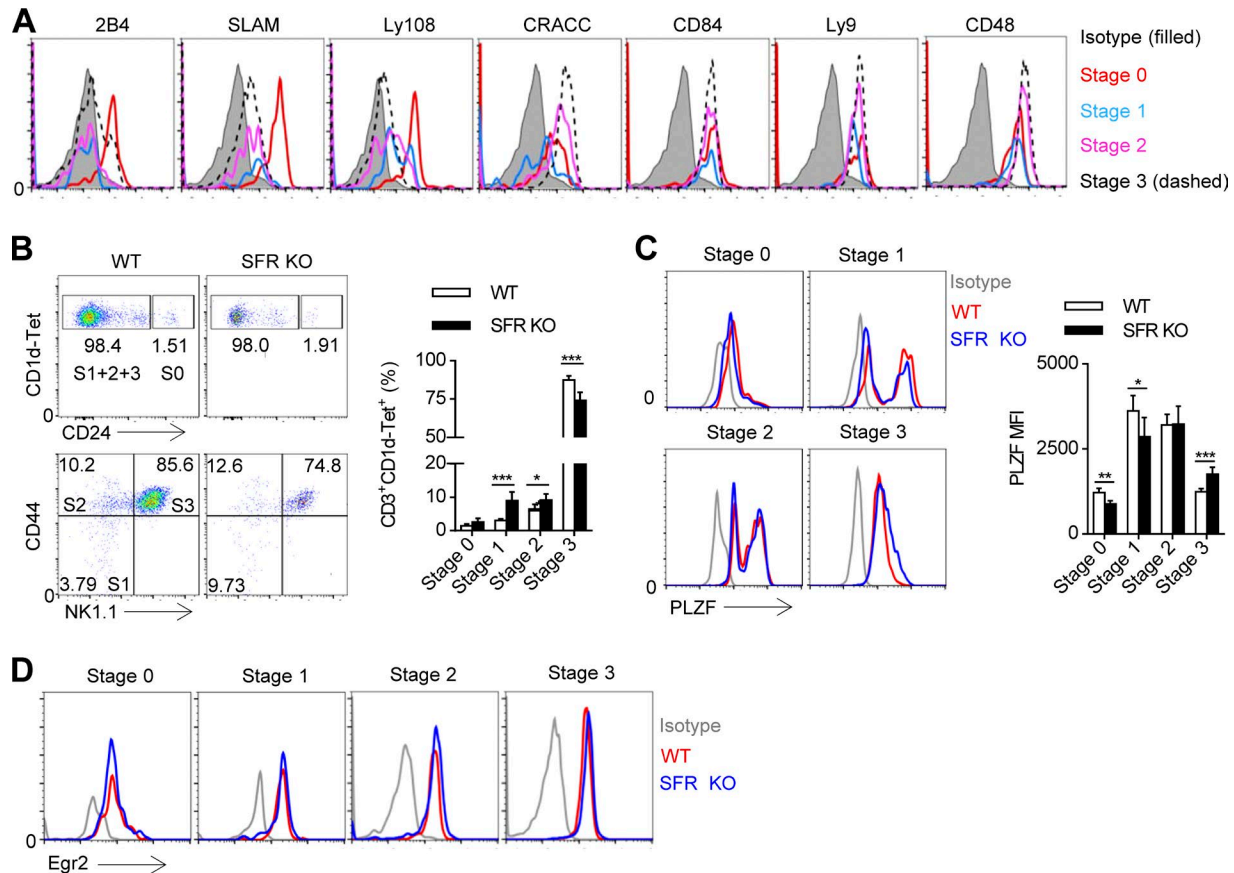 A
2B4 SLAM Ly108 CRACC CD84 Ly9 CD48
Isotype (filled)
Stage 0
Stage 1
Stage 2
Stage 3 (dashed)
0
B
WT SFR KO
CD1d-Tet
98.4 1.51 98.0 1.91
S1+2+3 S0
0
CD24
10.2 85.6 12.6 74.8
S2 S3
CD44
3.79 S1 9.73
0
NK1.1
WT
SFR KO
CD3+CD1d-Tet+ (%)
100
75
50
20
10
0
*** * ***
Stage 0 Stage 1 Stage 2 Stage 3
C
Stage 0 Stage 1
Isotype
WT
SFR KO
0
Stage 2 Stage 3
0
PLZF
WT
SFR KO
PLZF MFI
5000
2500
0
** * ***
Stage 0 Stage 1 Stage 2 Stage 3
D
Stage 0 Stage 1 Stage 2 Stage 3
Isotype
WT
SFR KO
0
Egr2